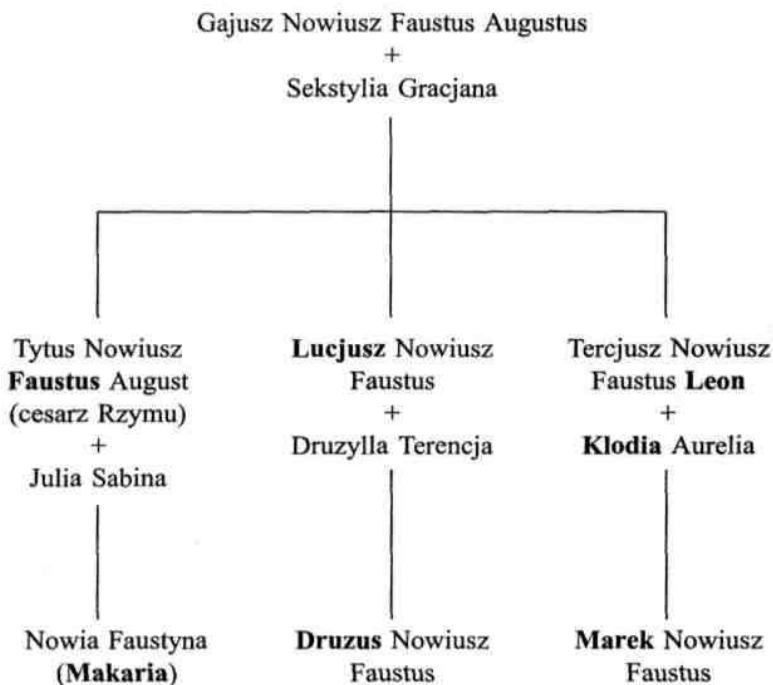 Gajusz Nowiusz Faustus Augustus
+
Sekstylia Gracjana
Tytus Nowiusz
Faustus August
(cesarz Rzymu)
+
Julia Sabina
Lucjusz Nowiusz
Faustus
+
Druzylla Terencja
Tercjusz Nowiusz
Faustus Leon
+
Klodia Aurelia
Nowia Faustyna
(Makaria)
Druzus Nowiusz
Faustus
Marek Nowiusz
Faustus